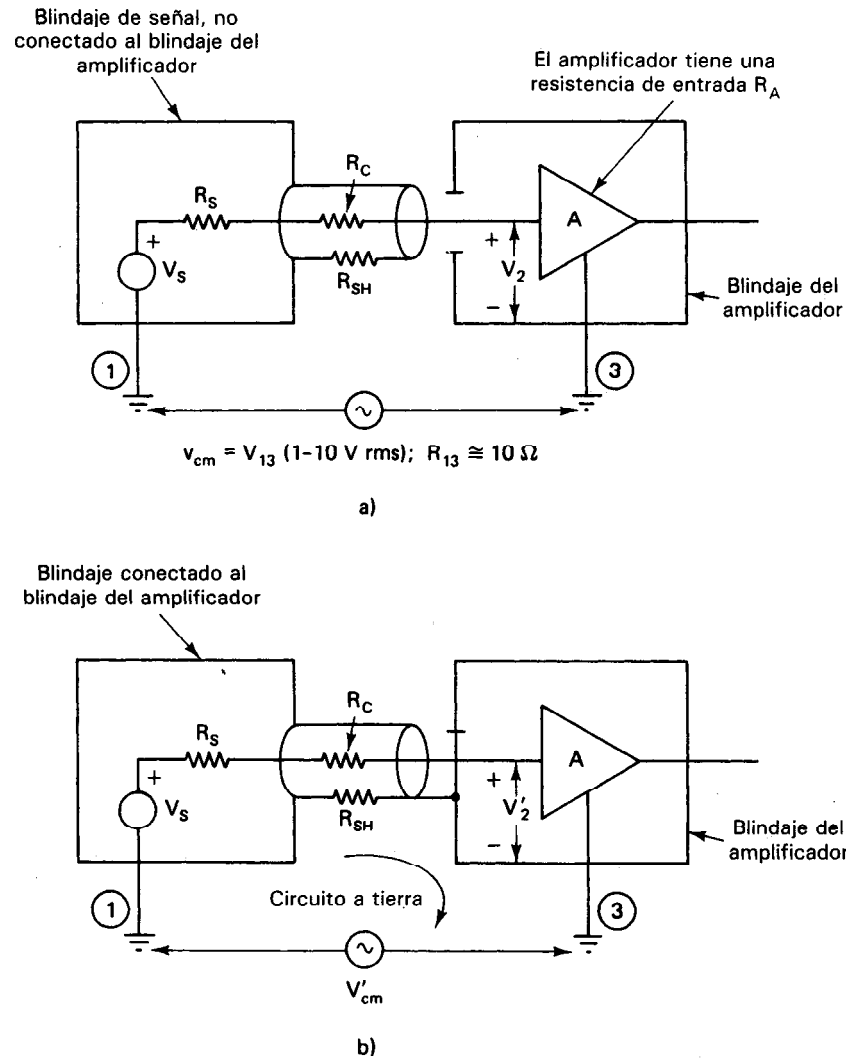 Blindaje de señal, no
conectado al blindaje del
amplificador
El amplificador tiene una
resistencia de entrada R_A
R_C
R_S
+
V_S
R_SH
+
V_2
−
A
Blindaje del
amplificador
1
3
∿
v_cm = V_13 (1-10 V rms); R_13 ≅ 10 Ω
a)
Blindaje conectado al
blindaje del amplificador
R_C
R_S
+
V_S
R_SH
+
V'_2
−
A
Blindaje del
amplificador
1
Circuito a tierra
3
∿
V'_cm
b)